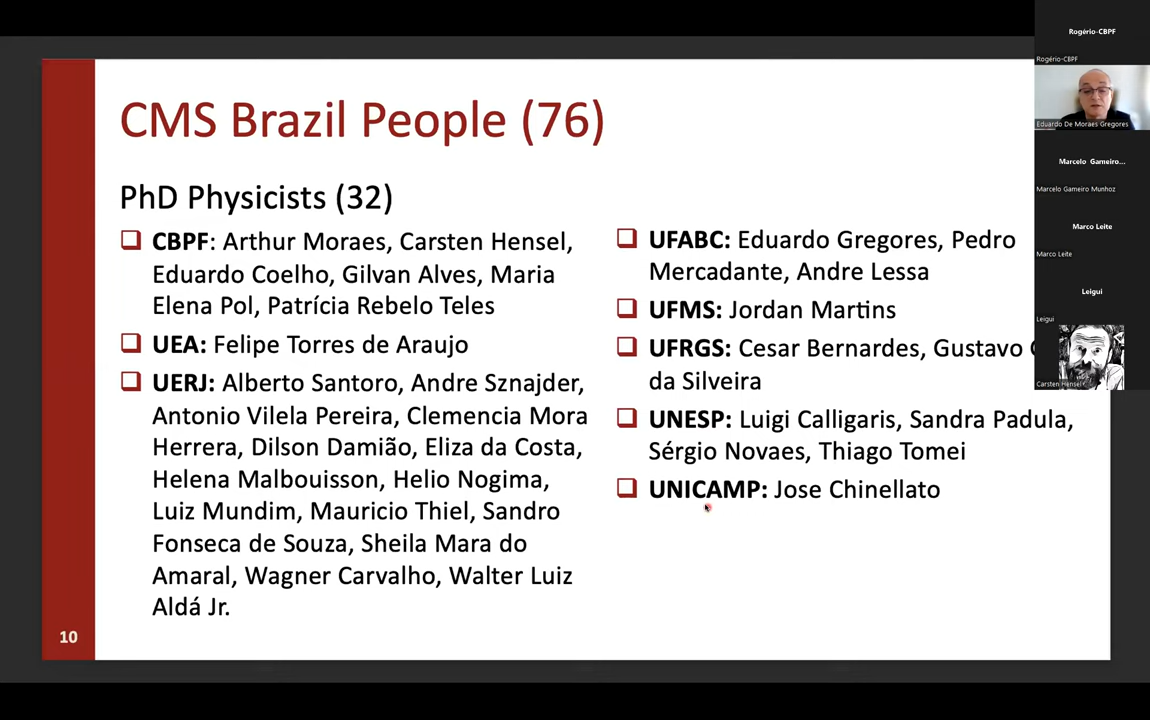 CMS Brazil People (76)
PhD Physicists (32)
CBPF: Arthur Moraes, Carsten Hensel,
Eduardo Coelho, Gilvan Alves, Maria
Elena Pol, Patrícia Rebelo Teles
UEA: Felipe Torres de Araujo
UERJ: Alberto Santoro, Andre Sznajder,
Antonio Vilela Pereira, Clemencia Mora
Herrera, Dilson Damião, Eliza da Costa,
Helena Malbouisson, Helio Nogima,
Luiz Mundim, Mauricio Thiel, Sandro
Fonseca de Souza, Sheila Mara do
Amaral, Wagner Carvalho, Walter Luiz
Aldá Jr.
UFABC: Eduardo Gregores, Pedro
Mercadante, Andre Lessa
UFMS: Jordan Martins
UFRGS: Cesar Bernardes, Gustavo
da Silveira
UNESP: Luigi Calligaris, Sandra Padula,
Sérgio Novaes, Thiago Tomei
UNICAMP: Jose Chinellato
10
Rogério-CBPF
Rogério-CBPF
Eduardo De Moraes Gregores
Marcelo Gameiro...
Marcelo Gameiro Munhoz
Marco Leite
Marco Leite
Leigui
Leigui
Carsten Hensel